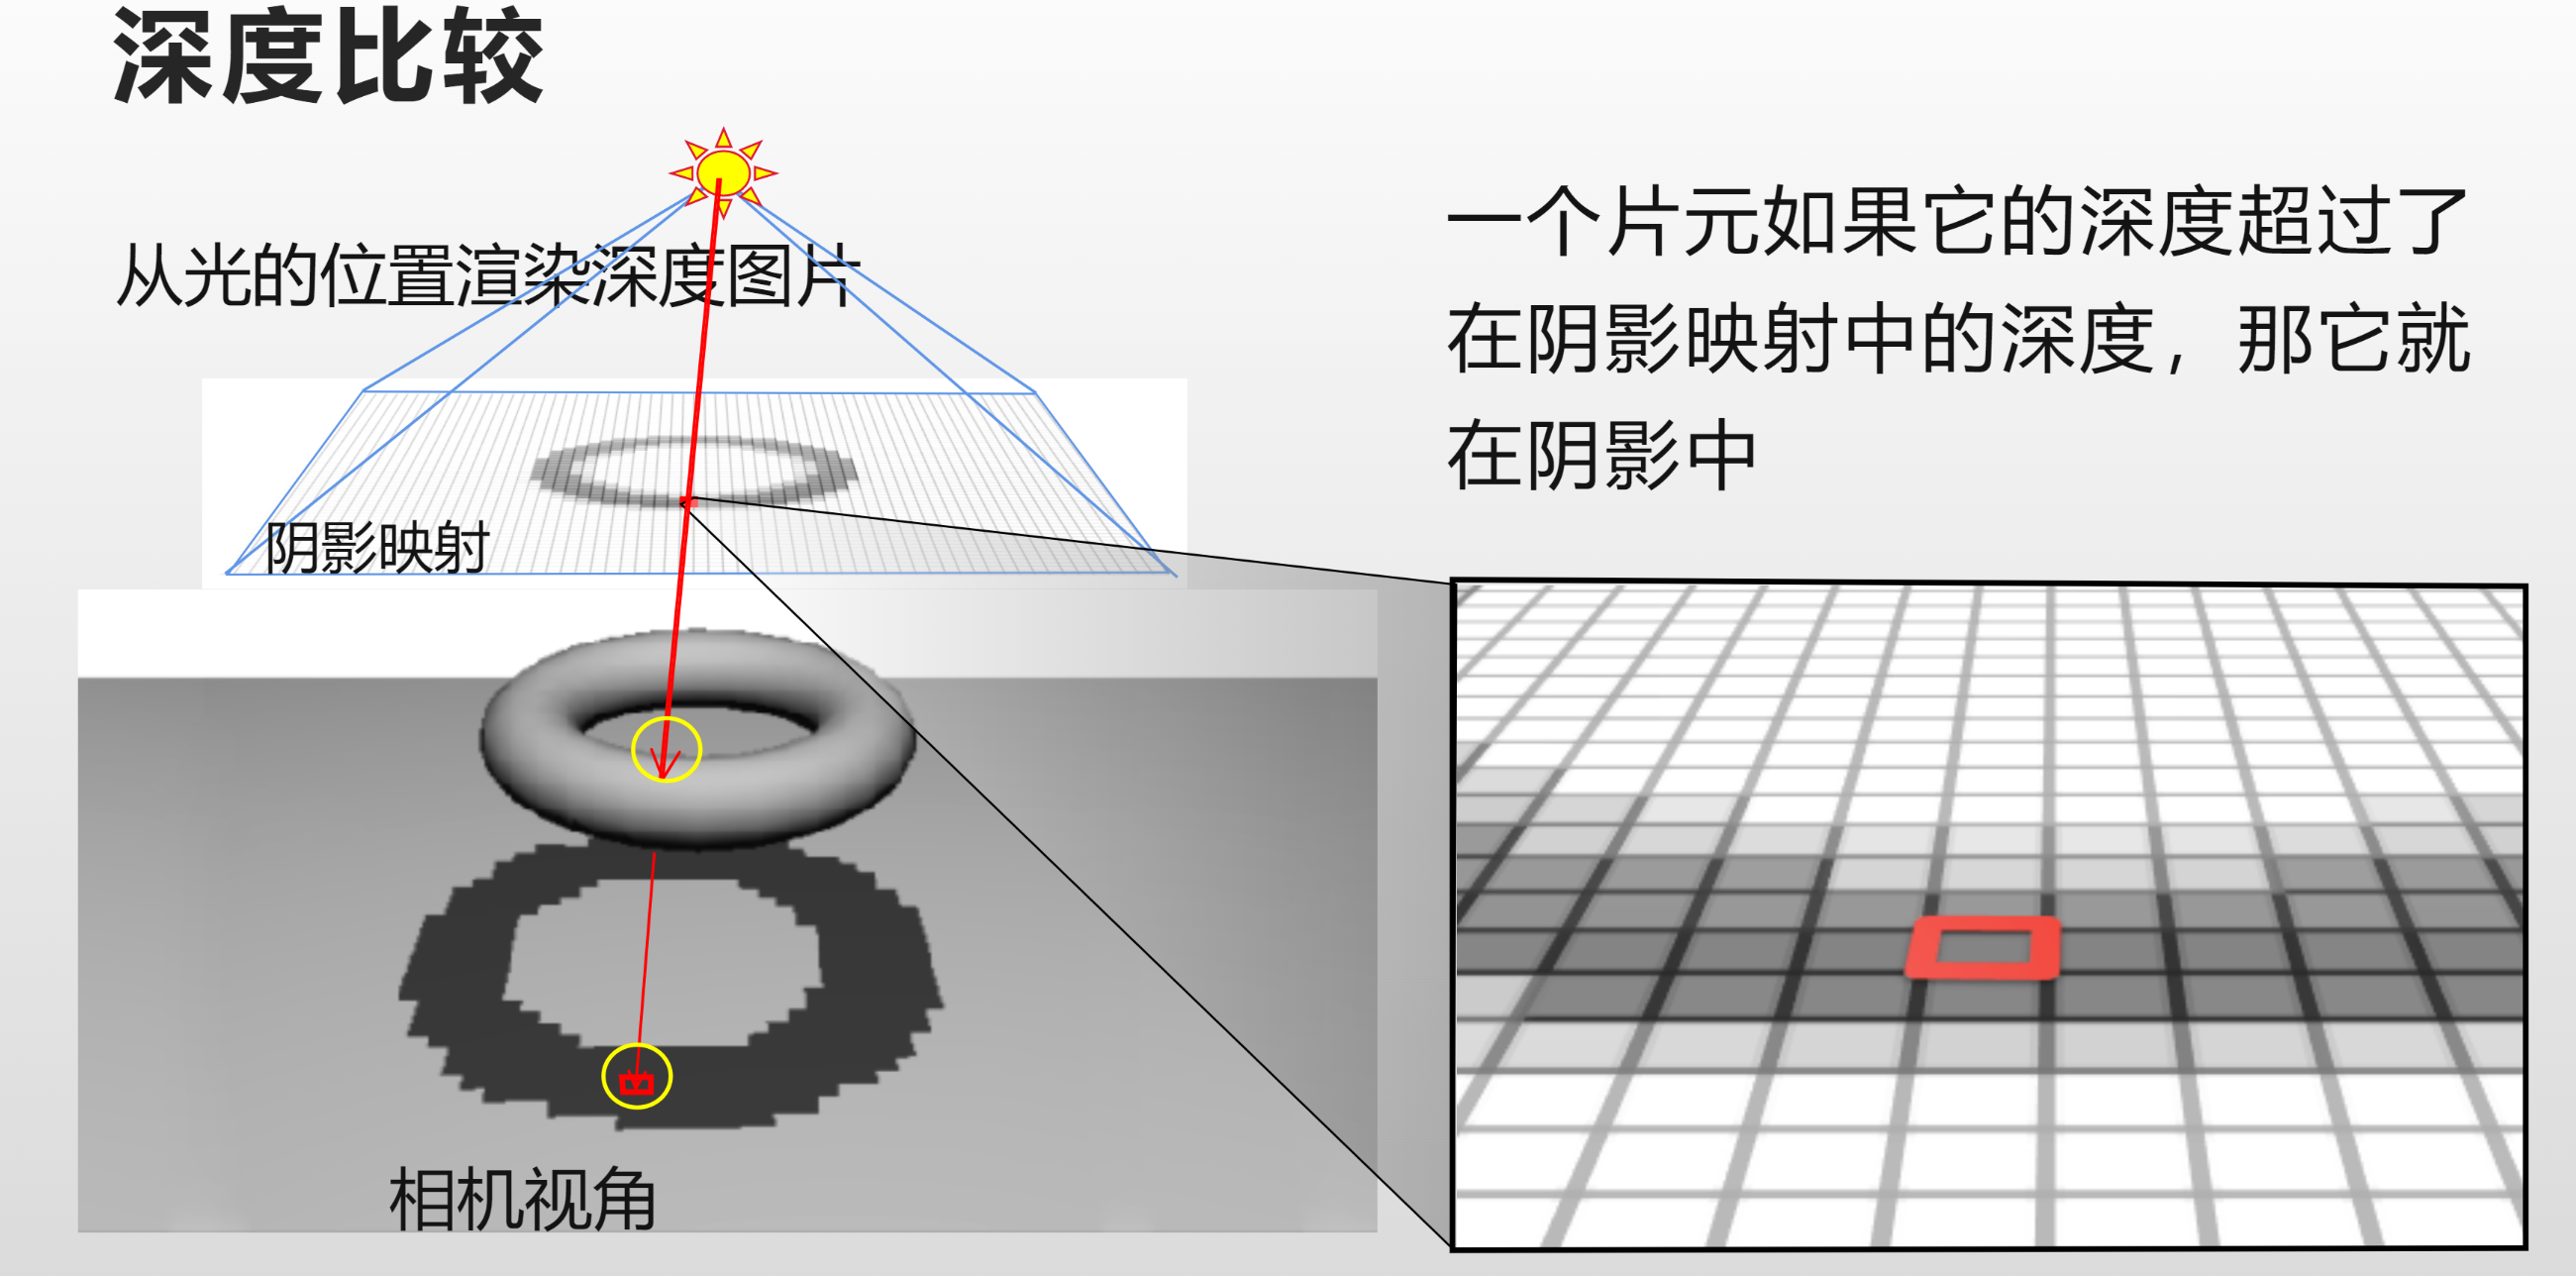 深度比较
从光的位置渲染深度图片
一个片元如果它的深度超过了
在阴影映射中的深度，那它就
在阴影中
阴影映射
相机视角